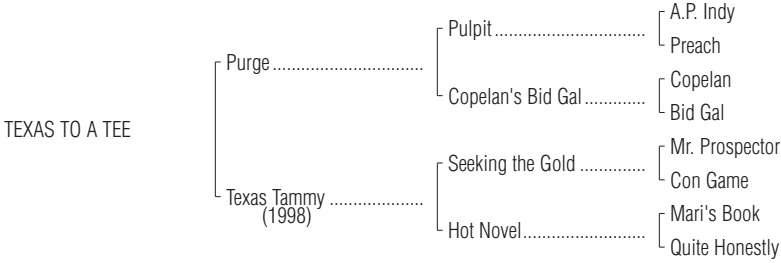 A.P. Indy
Pulpit
Preach
Purge
Copelan
Copelan's Bid Gal
Bid Gal
TEXAS TO A TEE
Mr. Prospector
Seeking the Gold
Con Game
Texas Tammy
(1998)
Mari's Book
Hot Novel
Quite Honestly